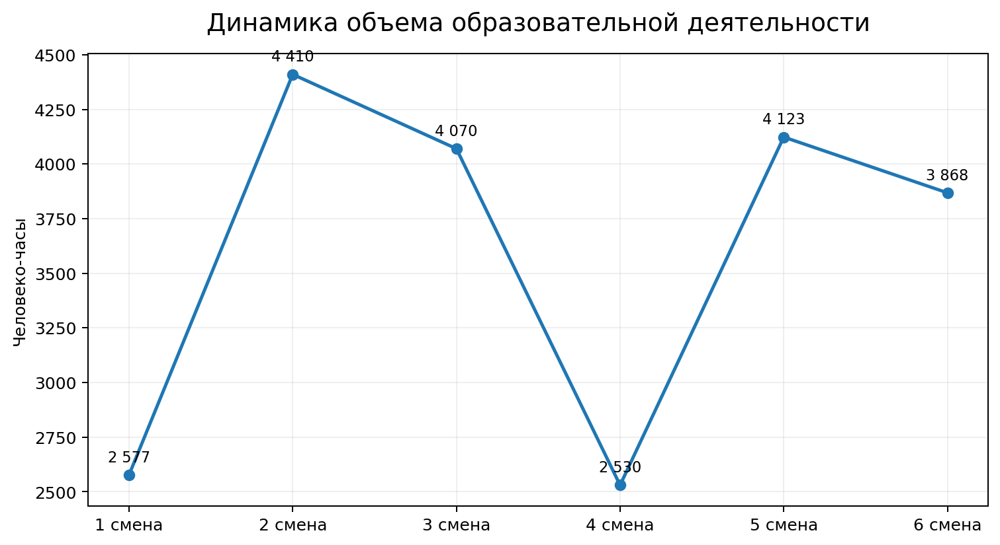 Динамика объема образовательной деятельности
Человеко-часы
4500
4250
4000
3750
3500
3250
3000
2750
2500
2 577
4 410
4 070
2 530
4 123
3 868
1 смена
2 смена
3 смена
4 смена
5 смена
6 смена